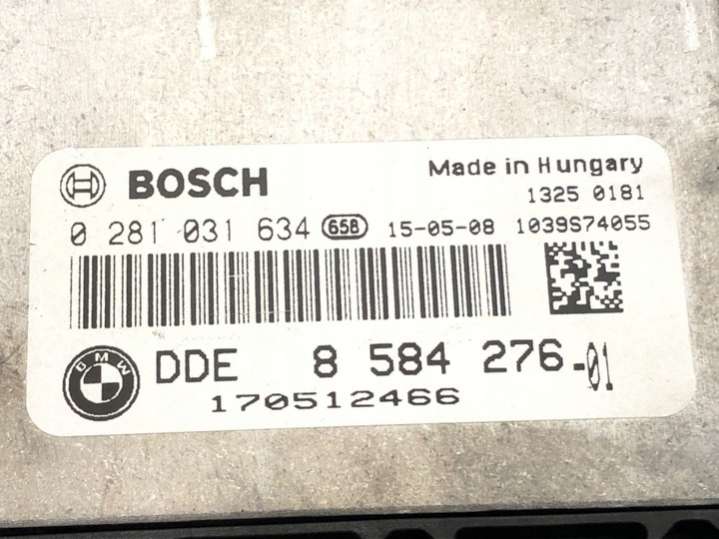 BOSCH
Made in Hungary
1325 0181
0 281 031 634 658 15-05-08 1039S74055
BMW
DDE 8 584 276-01
170512466